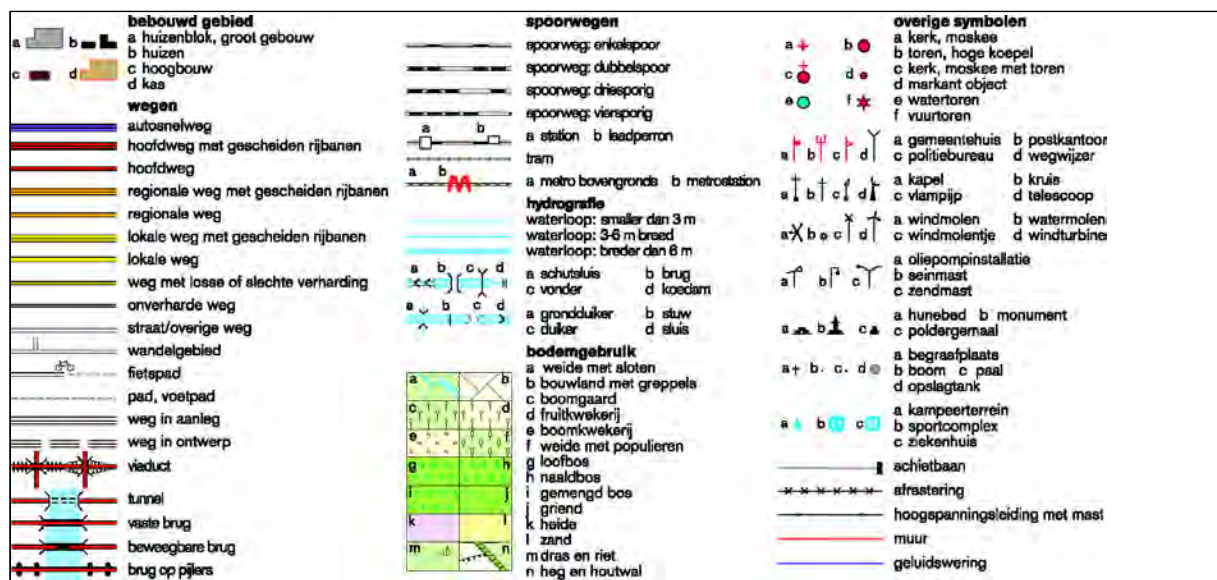 bebouwd gebied
a b
a huizenblok, groot gebouw
b huizen
c d
c hoogbouw
d kas
wegen
autosnelweg
hoofdweg met gescheiden rijbanen
hoofdweg
regionale weg met gescheiden rijbanen
regionale weg
lokale weg met gescheiden rijbanen
lokale weg
weg met losse of slechte verharding
onverharde weg
straat/overige weg
wandelgebied
fietspad
pad, voetpad
weg in aanleg
weg in ontwerp
viaduct
tunnel
vaste brug
beweegbare brug
brug op pijlers
spoorwegen
spoorweg: enkelspoor
spoorweg: dubbelspoor
spoorweg: driesporig
spoorweg: viersporig
a b
a station b laadperron
tram
a b
a metro bovengronds b metrostation
hydrografie
waterloop: smaller dan 3 m
waterloop: 3-6 m breed
waterloop: breder dan 6 m
a b c d
a schutsluis b brug
c vonder d koedam
a b c d
a grondduiker b stuw
c duiker d sluis
bodemgebruik
a b
c d
e f
g h
i j
k l
m n
a weide met sloten
b bouwland met greppels
c boomgaard
d fruitkwekerij
e boomkwekerij
f weide met populieren
g loofbos
h naaldbos
i gemengd bos
j griend
k heide
l zand
m dras en riet
n heg en houtwal
overige symbolen
a b
a kerk, moskee
b toren, hoge koepel
c d
c kerk, moskee met toren
d markant object
e f
e watertoren
f vuurtoren
a b c d
a gemeentehuis b postkantoor
c politiebureau d wegwijzer
a b c d
a kapel b kruis
c vlampijp d telescoop
a b c d
a windmolen b watermolen
c windmolentje d windturbine
a b c
a oliepompinstallatie
b seinmast
c zendmast
a b c
a hunebed b monument
c poldergemaal
a b c d
a begraafplaats
b boom c paal
d opslagtank
a b c
a kampeerterrein
b sportcomplex
c ziekenhuis
schietbaan
afrastering
hoogspanningsleiding met mast
muur
geluidswering